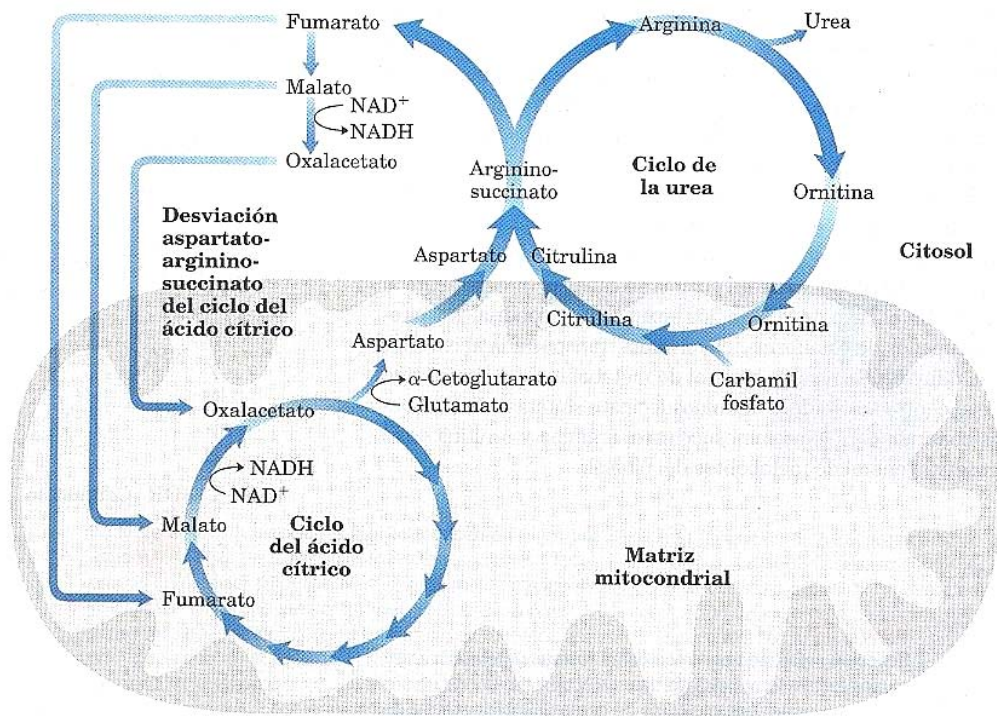 Fumarato
Arginina
Urea
Malato
NAD+
NADH
Oxalacetato
Arginino-
succinato
Ciclo de
la urea
Ornitina
Desviación
aspartato-
arginino-
succinato
del ciclo del
ácido cítrico
Aspartato
Citrulina
Citosol
Citrulina
Ornitina
Aspartato
α-Cetoglutarato
Glutamato
Carbamil
fosfato
Oxalacetato
NADH
NAD+
Malato
Ciclo
del ácido
cítrico
Matriz
mitocondrial
Fumarato